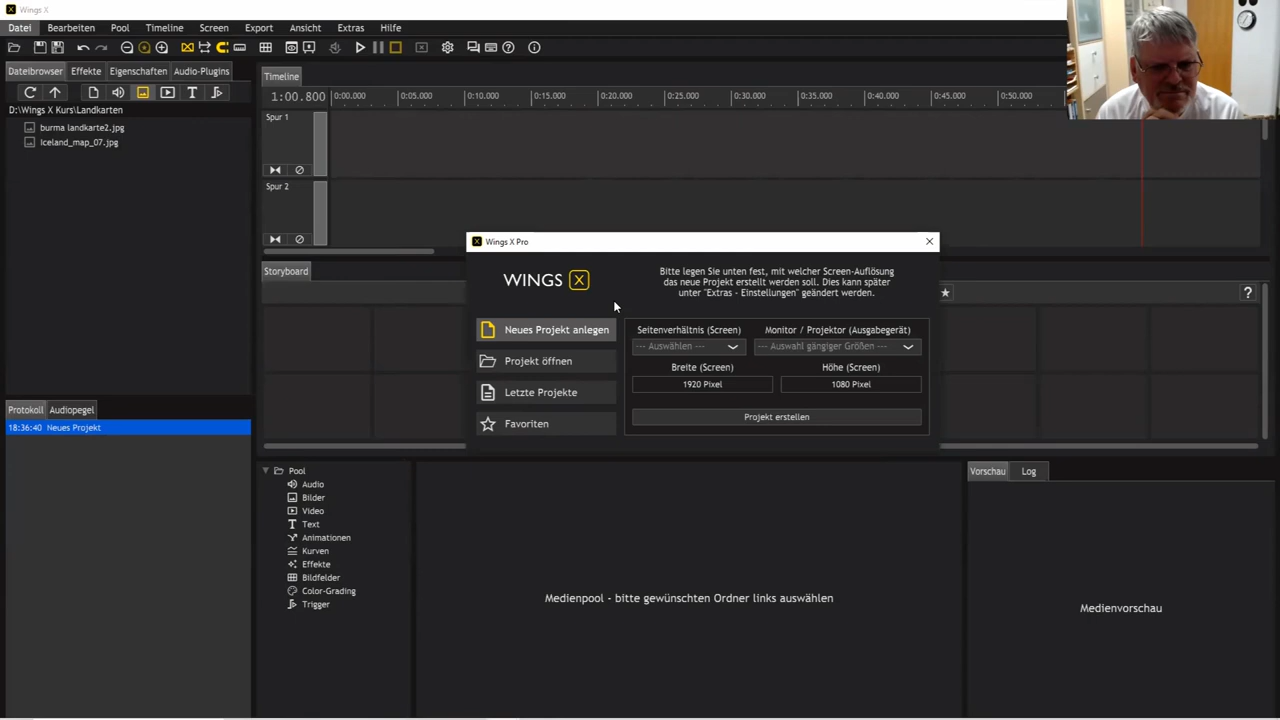 Wings X
Datei Bearbeiten Pool Timeline Screen Export Ansicht Extras Hilfe
Dateibrowser Effekte Eigenschaften Audio-Plugins
D:\Wings X Kurs\Landkarten
burma landkarte2.jpg
Iceland_map_07.jpg
Timeline
1:00.800 0:00.000 0:05.000 0:10.000 0:15.000 0:20.000 0:25.000 0:30.000 0:35.000 0:40.000 0:45.000 0:50.000
Spur 1
Spur 2
Storyboard
Wings X Pro
WINGS X
Bitte legen Sie unten fest, mit welcher Screen-Auflösung
das neue Projekt erstellt werden soll. Dies kann später
unter "Extras - Einstellungen" geändert werden.
Neues Projekt anlegen
Projekt öffnen
Letzte Projekte
Favoriten
Seitenverhältnis (Screen) Monitor / Projektor (Ausgabegerät)
--- Auswählen --- --- Auswahl gängiger Größen ---
Breite (Screen) Höhe (Screen)
1920 Pixel 1080 Pixel
Projekt erstellen
Protokoll Audiopegel
18:36:40 Neues Projekt
Pool
Audio
Bilder
Video
Text
Animationen
Kurven
Effekte
Bildfelder
Color-Grading
Trigger
Medienpool - bitte gewünschten Ordner links auswählen
Vorschau Log
Medienvorschau